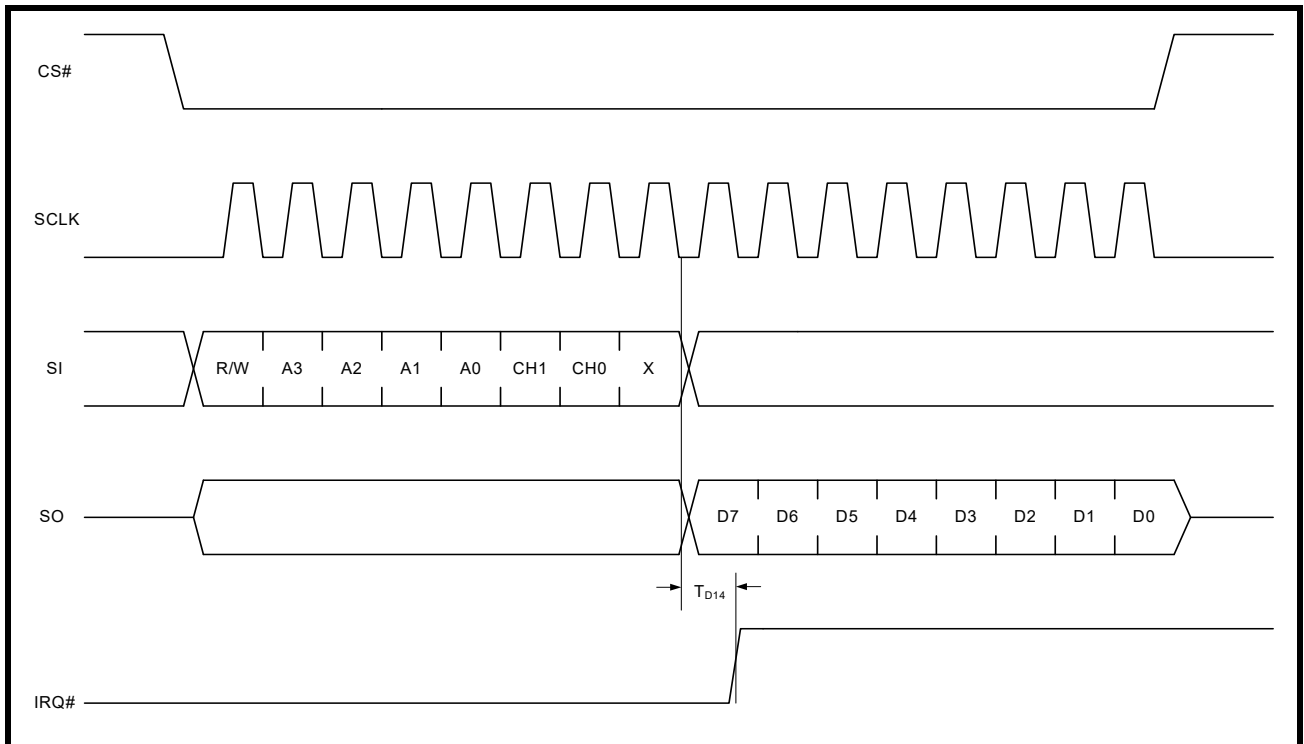 CS#
SCLK
SI R/W A3 A2 A1 A0 CH1 CH0 X
SO D7 D6 D5 D4 D3 D2 D1 D0
TD14
IRQ#